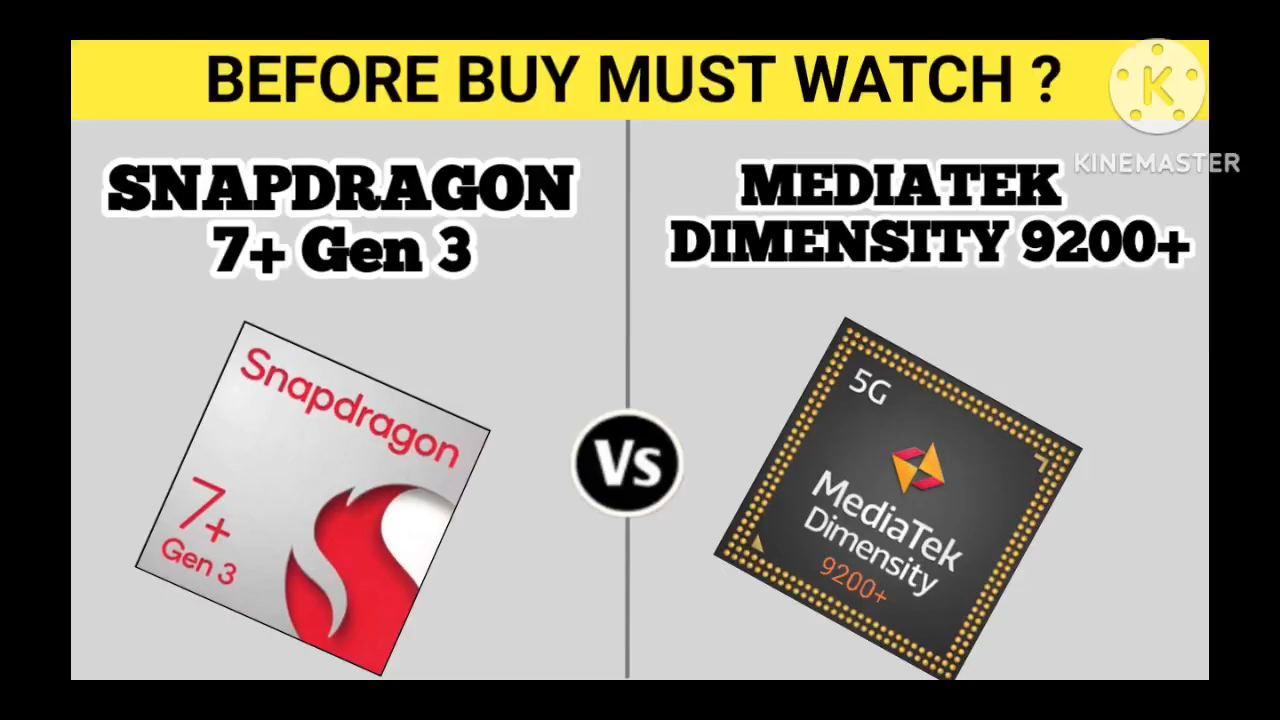 BEFORE BUY MUST WATCH ?
K
KINEMASTER
SNAPDRAGON
7+ Gen 3
MEDIATEK
DIMENSITY 9200+
Snapdragon
7+
Gen 3
Vs
5G
MediaTek
Dimensity
9200+